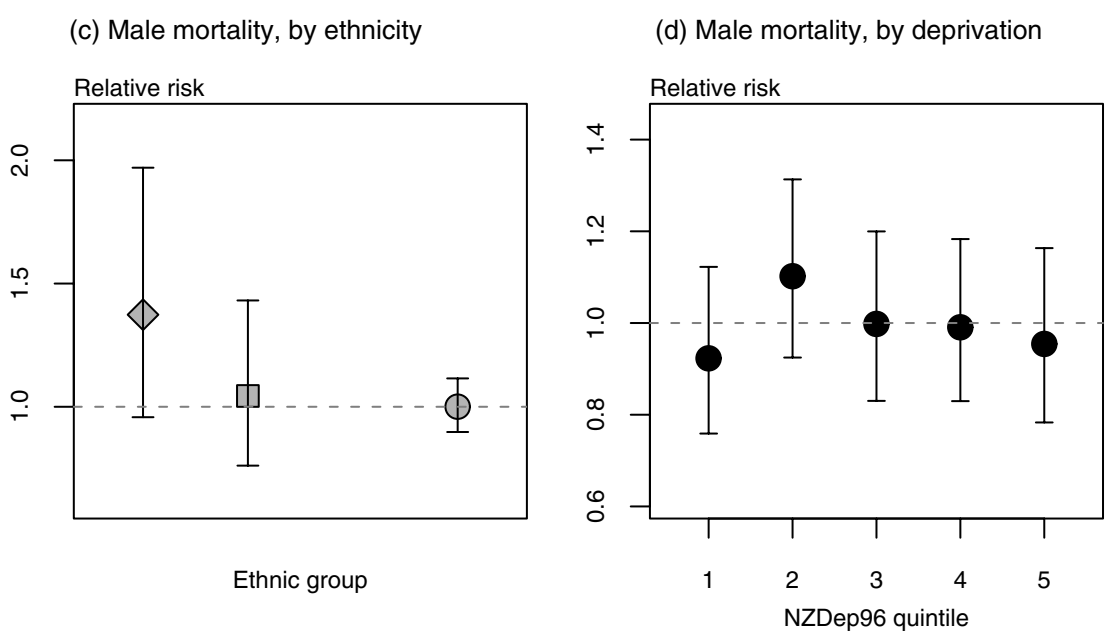 (c) Male mortality, by ethnicity
Relative risk
2.0
1.5
1.0
Ethnic group
(d) Male mortality, by deprivation
Relative risk
1.4
1.2
1.0
0.8
0.6
1 2 3 4 5
NZDep96 quintile